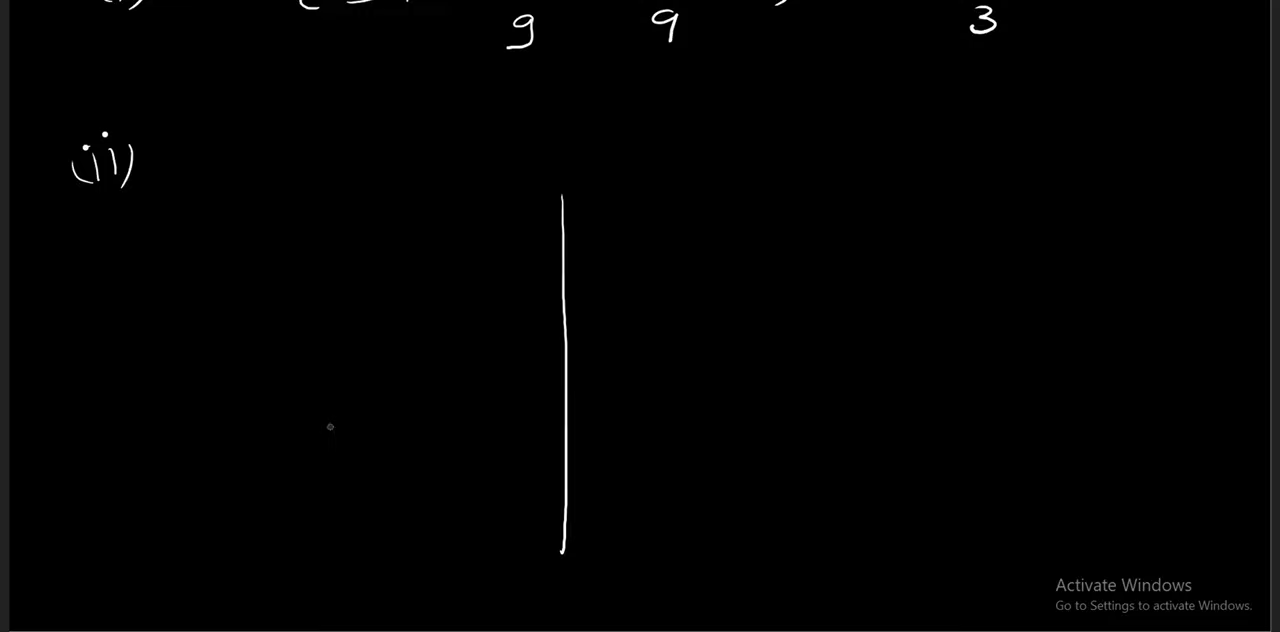 9 9 3
(ii)
Activate Windows
Go to Settings to activate Windows.